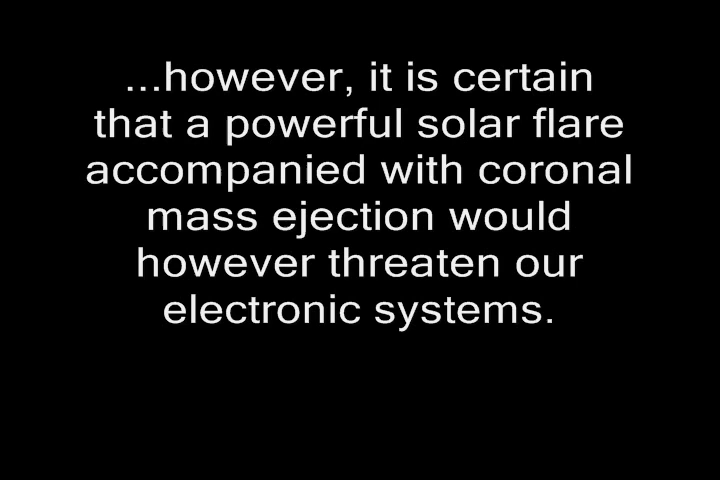 ...however, it is certain
that a powerful solar flare
accompanied with coronal
mass ejection would
however threaten our
electronic systems.